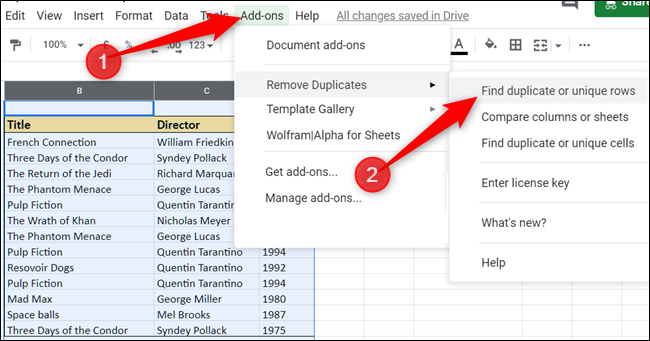 View Insert Format Data Tools Add-ons Help All changes saved in Drive
100% £ % .00 123
Document add-ons
Remove Duplicates
Template Gallery
Wolfram|Alpha for Sheets
Get add-ons...
Manage add-ons...
Find duplicate or unique rows
Compare columns or sheets
Find duplicate or unique cells
Enter license key
What's new?
Help
1
2
A
B C
Title Director
French Connection William Friedkin
Three Days of the Condor Syndey Pollack
The Return of the Jedi Richard Marquan
The Phantom Menace George Lucas
Pulp Fiction Quentin Tarantino
The Wrath of Khan Nicholas Meyer
The Phantom Menace George Lucas
Pulp Fiction Quentin Tarantino 1994
Resovoir Dogs Quentin Tarantino 1992
Pulp Fiction Quentin Tarantino 1994
Mad Max George Miller 1980
Space balls Mel Brooks 1987
Three Days of the Condor Syndey Pollack 1975